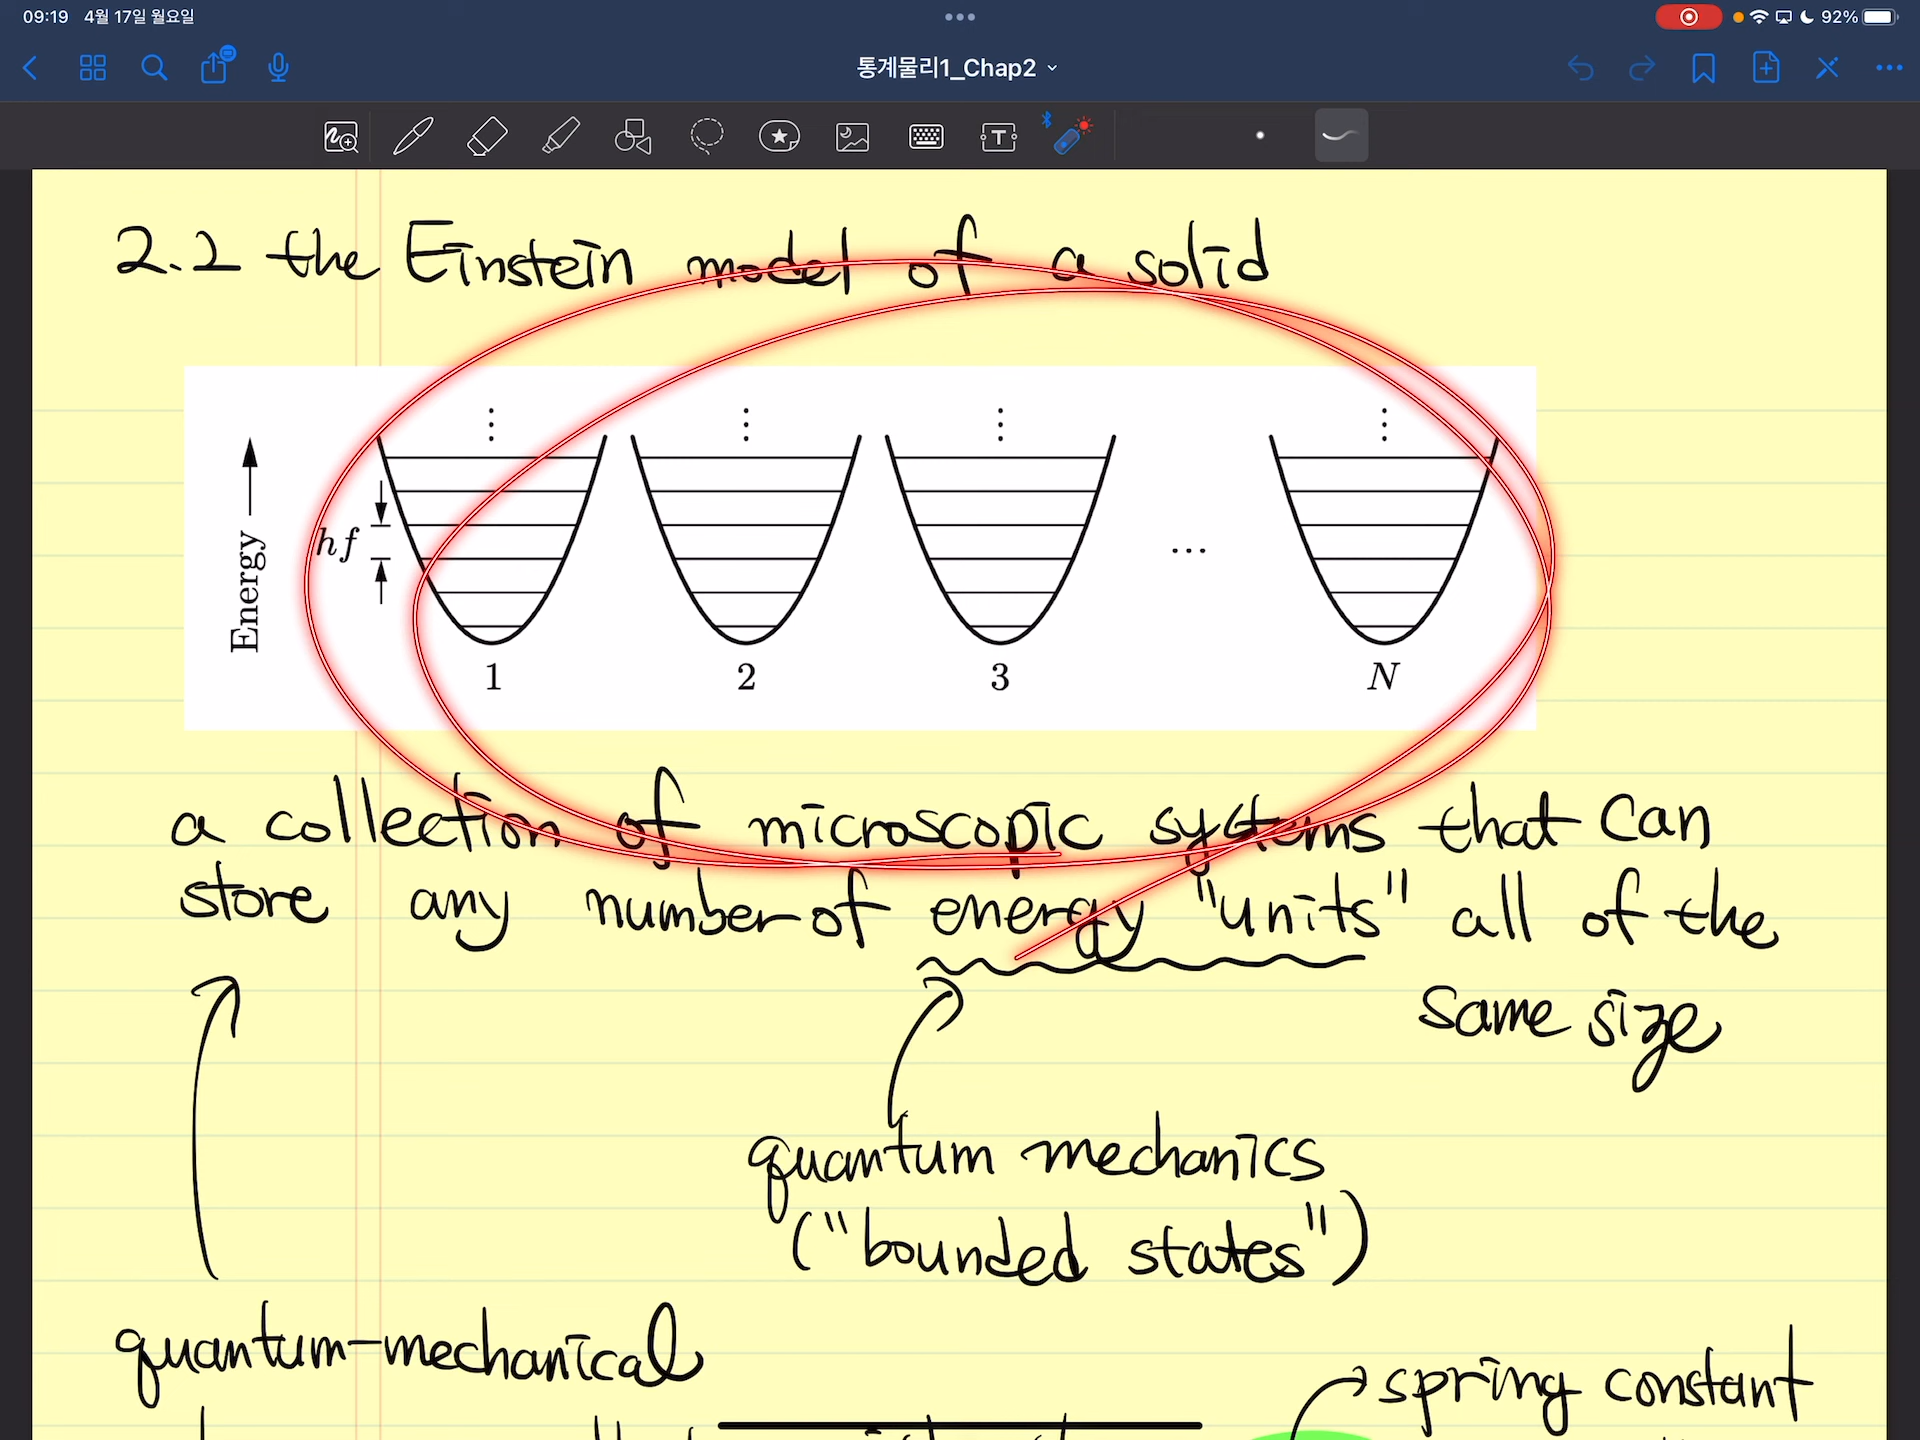 09:19 4월 17일 월요일
92%
통계물리1_Chap2
T
2.2 the Einstein model of a solid
Energy
hf
1 2 3 ... N
a collection of microscopic systems that can
store any number of energy "units" all of the
same size
quantum mechanics
("bounded states")
quantum-mechanical
spring constant